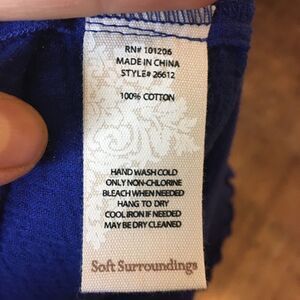 RN# 101206
MADE IN CHINA
STYLE# 26612
100% COTTON
HAND WASH COLD
ONLY NON-CHLORINE
BLEACH WHEN NEEDED
HANG TO DRY
COOL IRON IF NEEDED
MAY BE DRY CLEANED
Soft Surroundings